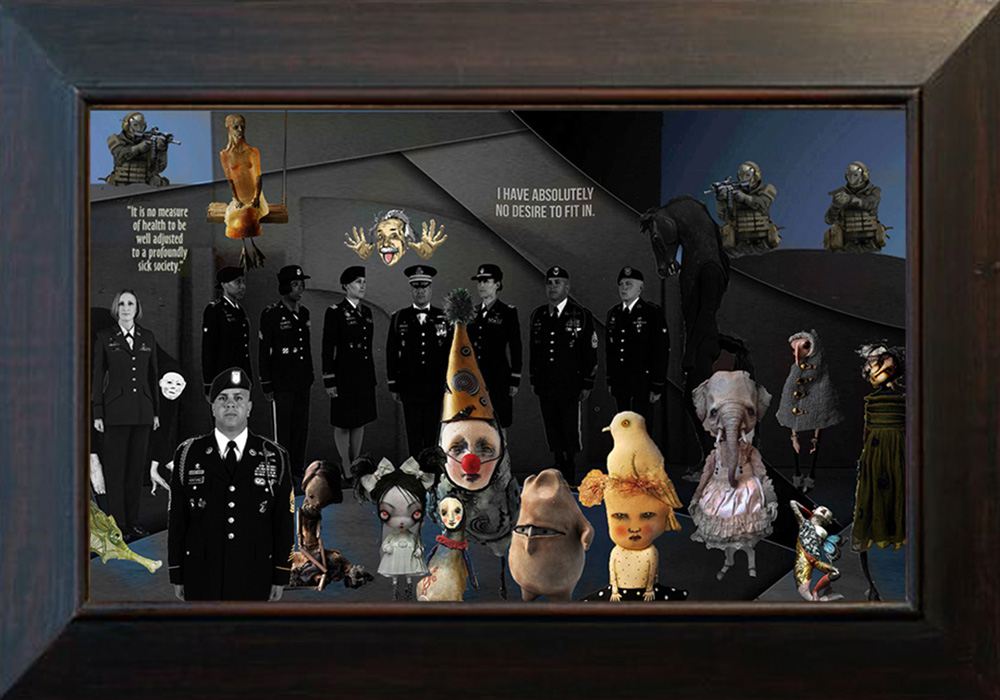 "It is no measure
of health to be
well adjusted
to a profoundly
sick society."
I HAVE ABSOLUTELY
NO DESIRE TO FIT IN.